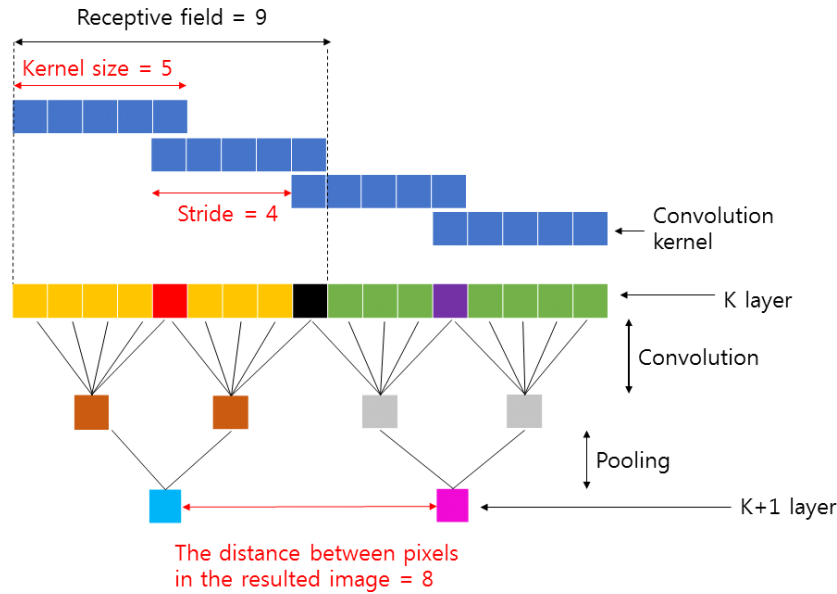 Receptive field = 9
Kernel size = 5
Stride = 4
Convolution
kernel
K layer
Convolution
Pooling
K+1 layer
The distance between pixels
in the resulted image = 8